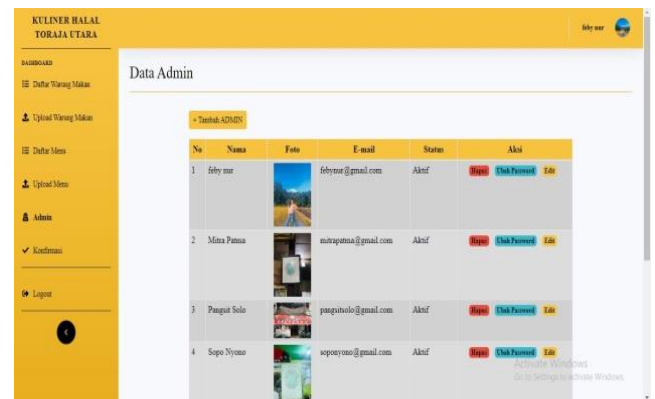 KULINER HALAL
TORAJA UTARA
feby nur
DASHBOARD
Daftar Warung Makan
Upload Warung Makan
Daftar Menu
Upload Menu
Admin
Konfirmasi
Logout
Data Admin
+ Tambah ADMIN
No Nama Foto E-mail Status Aksi
1 feby nur febynur@gmail.com Aktif Hapus Ubah Password Edit
2 Mitra Panna mitrapanna@gmail.com Aktif Hapus Ubah Password Edit
3 Panguit Solo panguitsolo@gmail.com Aktif Hapus Ubah Password Edit
4 Sopo Nyono soponyono@gmail.com Aktif Hapus Ubah Password Edit
Activate Windows
Go to Settings to activate Windows.